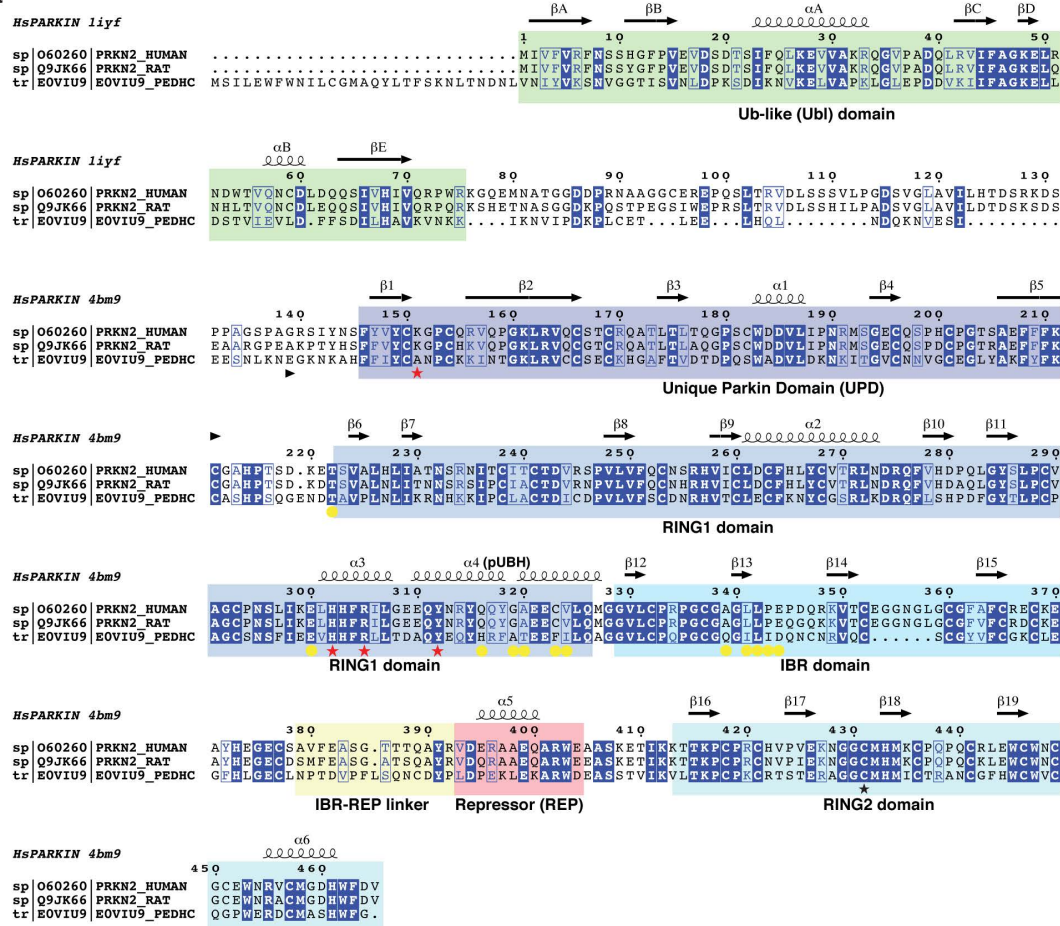 HsPARKIN 1iyf βA βB αA βC βD
1 10 20 30 40 50
sp|O60260|PRKN2_HUMAN .............................MIVFVRFNSSHGFPVEVDSDTSIFQLKEVVAKRQGVPADQLRVIFAGKELR
sp|Q9JK66|PRKN2_RAT .............................MIVFVRFNSSYGFPVEVDSDTSIFQLKEVVAKRQGVPADQLRVIFAGKELQ
tr|E0VIU9|E0VIU9_PEDHC MSILEWFWNILCGMAQYLTFSKNLTNDNLVNIYVKSNVGGTISVNLDPKSDIKNVKELVAPKLGLEPDDVKIIFAGKELL
Ub-like (Ubl) domain
HsPARKIN 1iyf αB βE
60 70 80 90 100 110 120 130
sp|O60260|PRKN2_HUMAN NDWTVQNCDLDQQSIVHIVQRPWRKGQEMNATGGDDPRNAAGGCEREPQSLTRVDLSSSVLPGDSVGLAVILHTDSRKDS
sp|Q9JK66|PRKN2_RAT NHLTVQNCDLEQQSIVHIVQRPQRKSHETNASGGDKPQSTPEGSIWEPRSLTRVDLSSHILPADSVGLAVILDTDSKSDS
tr|E0VIU9|E0VIU9_PEDHC DSTVIEVLD.FFSDILHAVKVNKK....IKNVIPDKPLCET...LEE...LHQL........NDQKNVESI.........
HsPARKIN 4bm9 β1 β2 β3 α1 β4 β5
140 150 160 170 180 190 200 210
sp|O60260|PRKN2_HUMAN PPAGSPAGRSIYNSFYVYCKGPCQRVQPGKLRVQCSTCRQATLTLTQGPSCWDDVLIPNRMSGECQSPHCPGTSAEFFFK
sp|Q9JK66|PRKN2_RAT EAARGPEAKPTYHSFFVYCKGPCHKVQPGKLRVQCGTCRQATLTLAQGPSCWDDVLIPNRMSGECQSPDCPGTRAEFFFK
tr|E0VIU9|E0VIU9_PEDHC EESNLKNEGKNKAHFFIYCANPCKKINTGKLRVCCSECKHGAFTVDTDPQSWADVLDKNKITGVCNNVGCEGLYAKFYFK
Unique Parkin Domain (UPD)
HsPARKIN 4bm9 β6 β7 β8 β9 α2 β10 β11
220 230 240 250 260 270 280 290
sp|O60260|PRKN2_HUMAN CGAHPTSD.KETSVALHLIATNSRNITCITCTDVRSPVLVFQCNSRHVICLDCFHLYCVTRLNDRQFVHDPQLGYSLPCV
sp|Q9JK66|PRKN2_RAT CGAHPTSD.KETSVALNLITNNSRSIPCIACTDVRNPVLVFQCNHRHVICLDCFHLYCVTRLNDRQFVHDAQLGYSLPCV
tr|E0VIU9|E0VIU9_PEDHC CASHPSQGENDTAVPLNLIKRNHKKIPCLACTDICDPVLVFSCDNRHVTCLECFKNYCGSRLKDRQFLSHPDFGYTLPCP
RING1 domain
HsPARKIN 4bm9 α3 α4 (pUBH) β12 β13 β14 β15
300 310 320 330 340 350 360 370
sp|O60260|PRKN2_HUMAN AGCPNSLIKELHHFRILGEEQYNRYQQYGAEECVLQMGGVLCPRPGCGAGLLPEPDQRKVTCEGGNGLGCGFAFCRECKE
sp|Q9JK66|PRKN2_RAT AGCPNSLIKELHHFRILGEEQYNRYQQYGAEECVLQMGGVLCPRPGCGAGLLPEQGQKKVTCEGGNGLGCGFVFCRDCKE
tr|E0VIU9|E0VIU9_PEDHC AGCSNSFIEEVHHFRLLTDAQYEQYHRFATEEFILQAGGVLCPQPGCGQGILIDQNCNRVQC......SCGYVFCGKCLE
RING1 domain IBR domain
HsPARKIN 4bm9 α5 β16 β17 β18 β19
380 390 400 410 420 430 440
sp|O60260|PRKN2_HUMAN AYHEGECSAVFEASG.TTTQAYRVDERAAEQARWEAASKETIKKTTKPCPRCHVPVEKNGGCMHMKCPQPQCRLEWCWNC
sp|Q9JK66|PRKN2_RAT AYHEGECDSMFEASG.ATSQAYRVDQRAAEQARWEEASKETIKKTTKPCPRCNVPIEKNGGCMHMKCPQPQCKLEWCWNC
tr|E0VIU9|E0VIU9_PEDHC GFHLGECLNPTDVPFLSQNCDYPLDPEKLEKARWDEASSTVIKVLTKPCPKCRTSTERAGGCMHMICTRANCGFHWCWVC
IBR-REP linker Repressor (REP) RING2 domain
HsPARKIN 4bm9 α6
450 460
sp|O60260|PRKN2_HUMAN GCEWNRVCMGDHWFDV
sp|Q9JK66|PRKN2_RAT GCEWNRACMGDHWFDV
tr|E0VIU9|E0VIU9_PEDHC QGPWERDCMASHWFG.